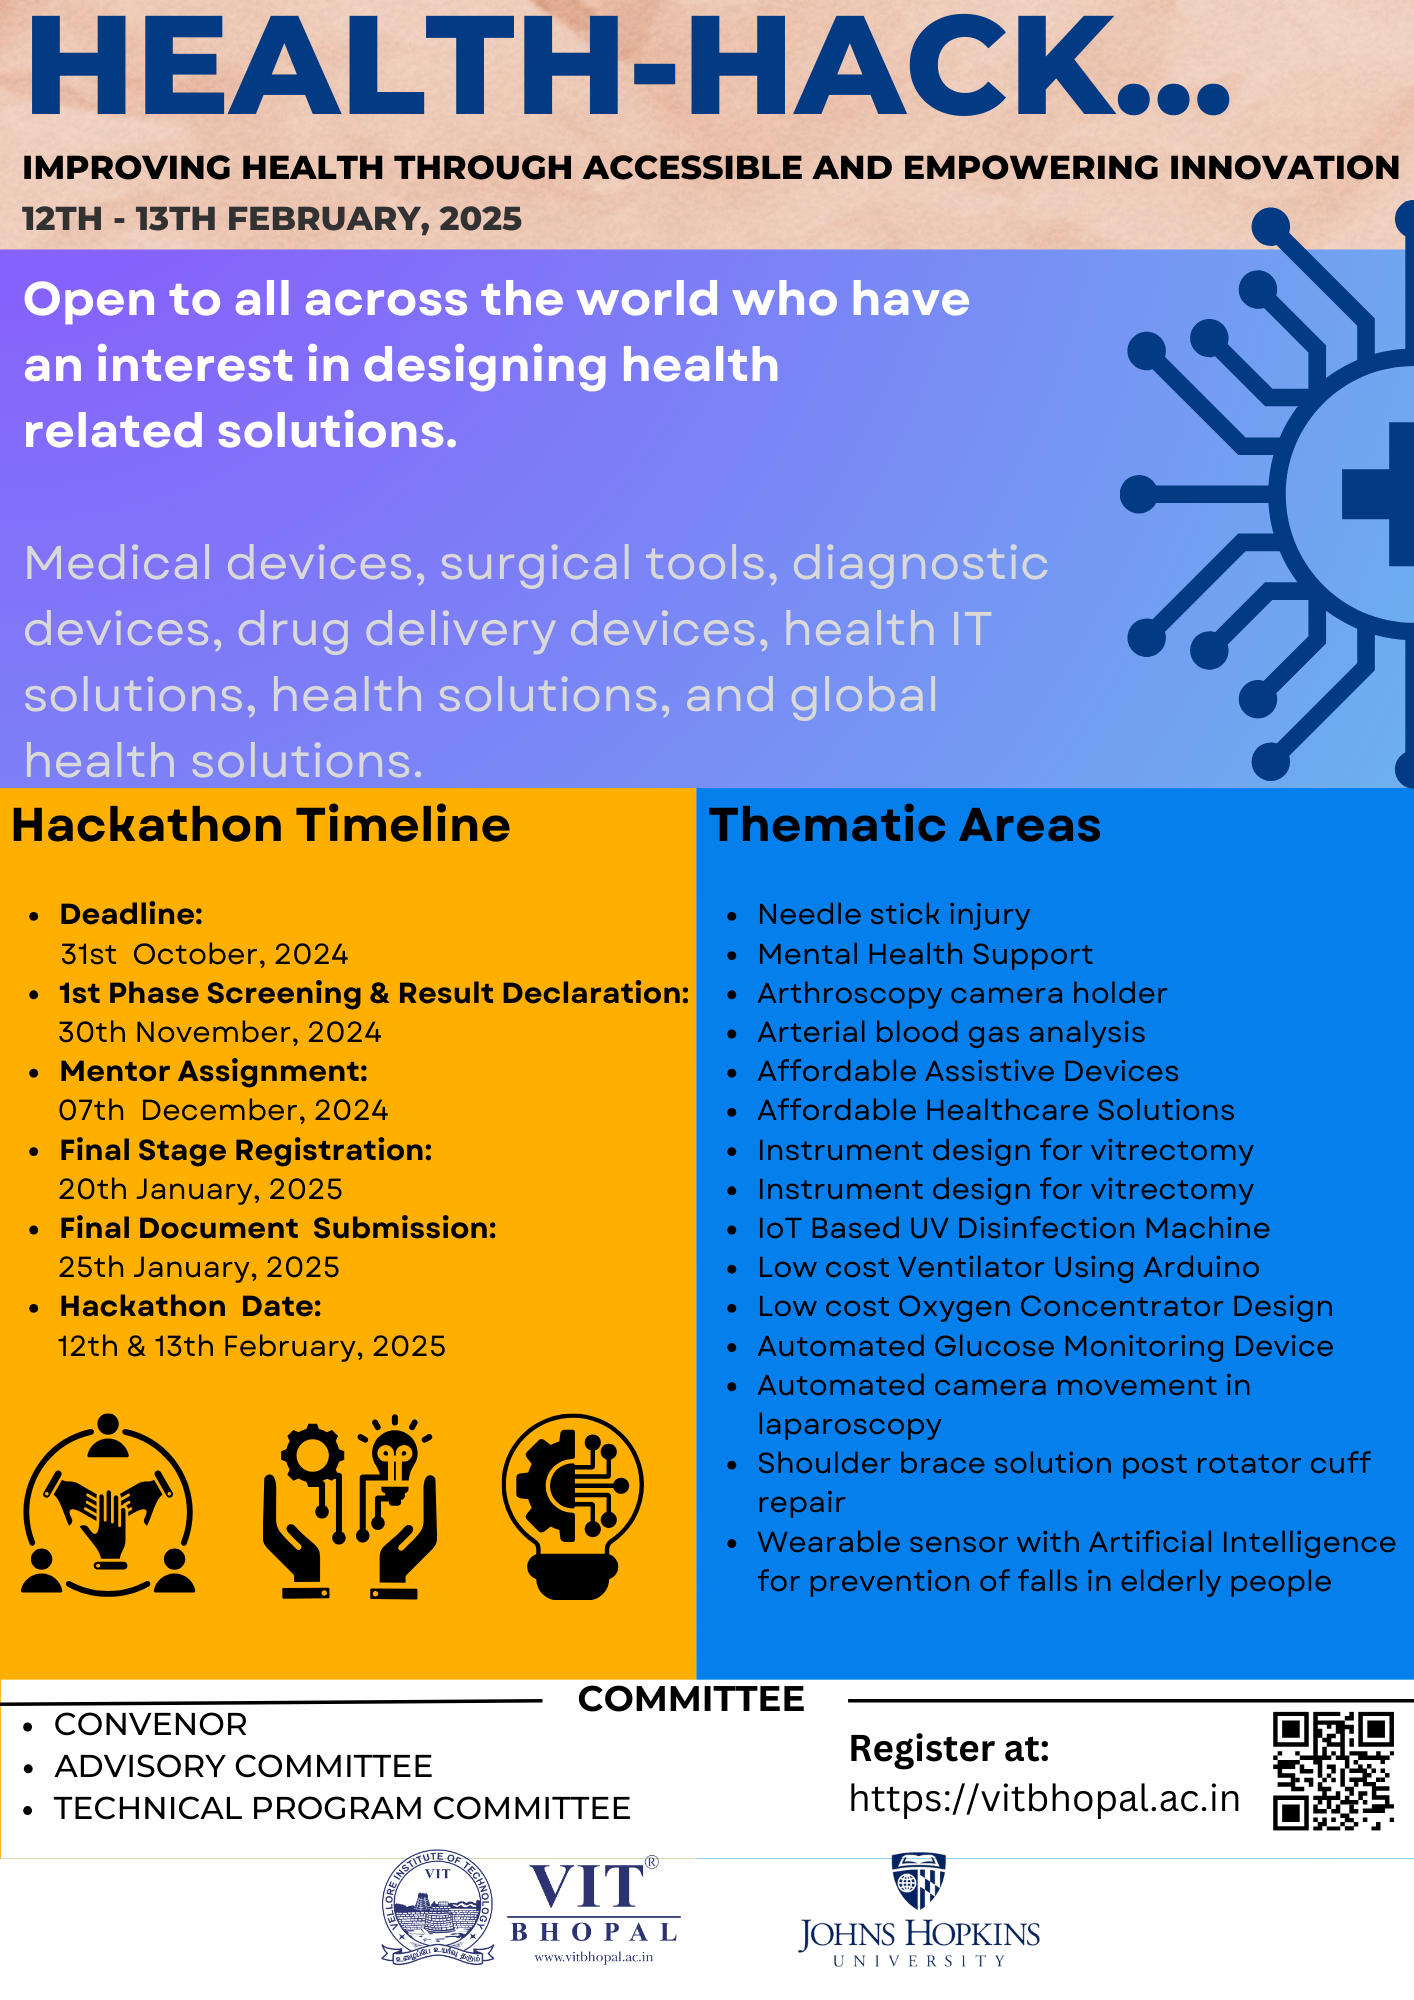 HEALTH-HACK...
IMPROVING HEALTH THROUGH ACCESSIBLE AND EMPOWERING INNOVATION
12TH - 13TH FEBRUARY, 2025
Open to all across the world who have
an interest in designing health
related solutions.
Medical devices, surgical tools, diagnostic
devices, drug delivery devices, health IT
solutions, health solutions, and global
health solutions.
Hackathon Timeline
• Deadline:
31st October, 2024
• 1st Phase Screening & Result Declaration:
30th November, 2024
• Mentor Assignment:
07th December, 2024
• Final Stage Registration:
20th January, 2025
• Final Document Submission:
25th January, 2025
• Hackathon Date:
12th & 13th February, 2025
Thematic Areas
• Needle stick injury
• Mental Health Support
• Arthroscopy camera holder
• Arterial blood gas analysis
• Affordable Assistive Devices
• Affordable Healthcare Solutions
• Instrument design for vitrectomy
• Instrument design for vitrectomy
• IoT Based UV Disinfection Machine
• Low cost Ventilator Using Arduino
• Low cost Oxygen Concentrator Design
• Automated Glucose Monitoring Device
• Automated camera movement in
laparoscopy
• Shoulder brace solution post rotator cuff
repair
• Wearable sensor with Artificial Intelligence
for prevention of falls in elderly people
COMMITTEE
• CONVENOR
• ADVISORY COMMITTEE
• TECHNICAL PROGRAM COMMITTEE
Register at:
https://vitbhopal.ac.in
VELLORE INSTITUTE OF TECHNOLOGY
VIT
VIT®
BHOPAL
www.vitbhopal.ac.in
JOHNS HOPKINS
UNIVERSITY